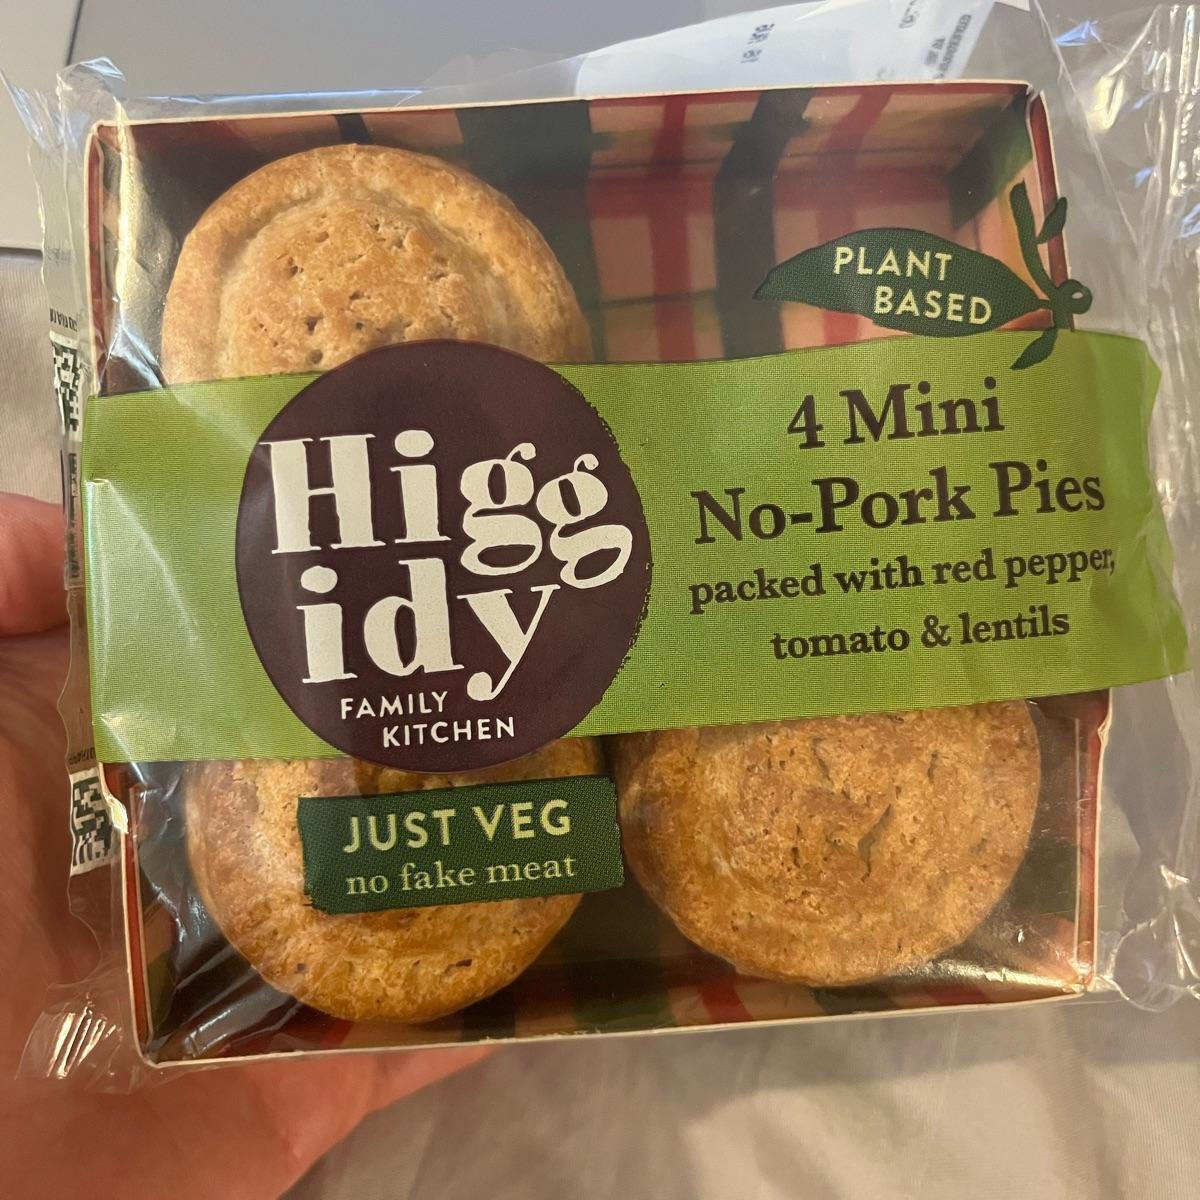 PLANT
BASED
4 Mini
No-Pork Pies
packed with red pepper,
tomato & lentils
Higg
idy
FAMILY
KITCHEN
JUST VEG
no fake meat